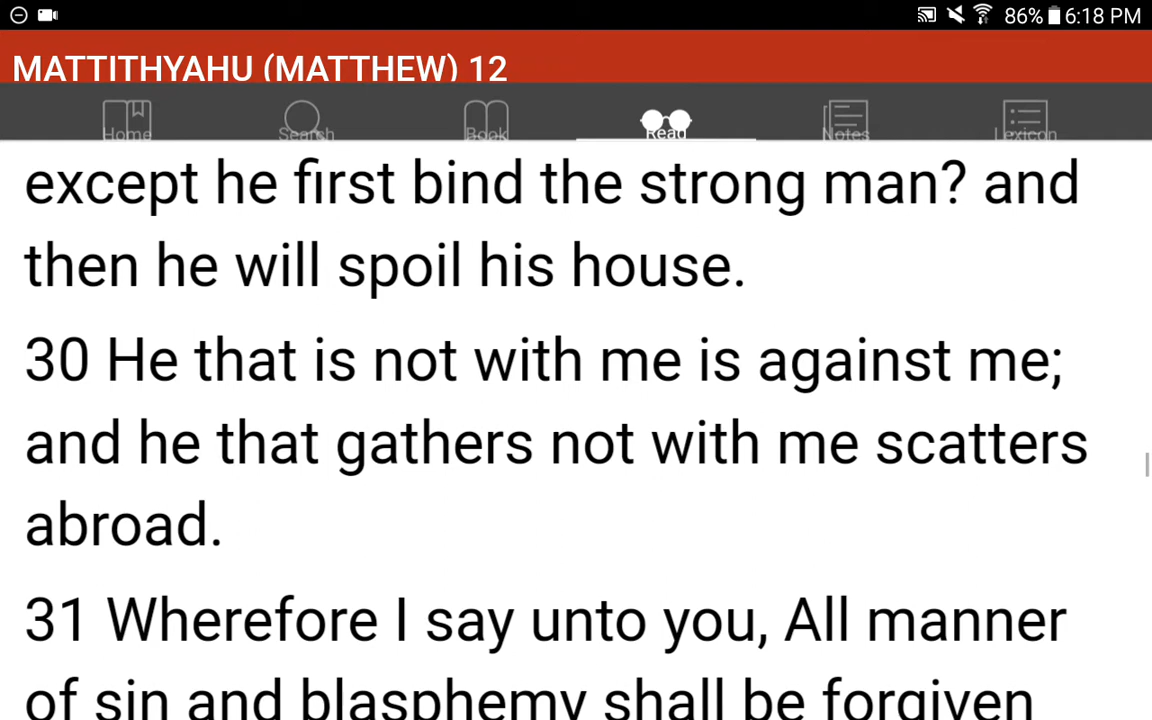 86% 6:18 PM
MATTITHYAHU (MATTHEW) 12
Home Search Book Read Notes Lexicon
except he first bind the strong man? and
then he will spoil his house.
30 He that is not with me is against me;
and he that gathers not with me scatters
abroad.
31 Wherefore I say unto you, All manner
of sin and blasphemy shall be forgiven